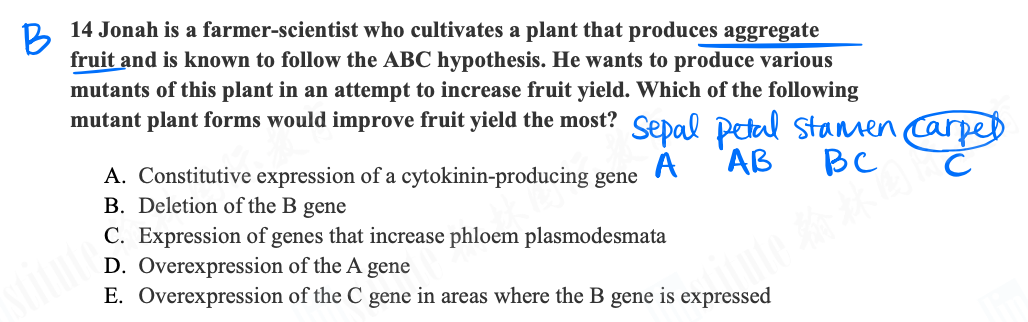 B 14 Jonah is a farmer-scientist who cultivates a plant that produces aggregate
fruit and is known to follow the ABC hypothesis. He wants to produce various
mutants of this plant in an attempt to increase fruit yield. Which of the following
mutant plant forms would improve fruit yield the most? Sepal petal stamen carpel
A AB BC C
A. Constitutive expression of a cytokinin-producing gene
B. Deletion of the B gene
C. Expression of genes that increase phloem plasmodesmata
D. Overexpression of the A gene
E. Overexpression of the C gene in areas where the B gene is expressed